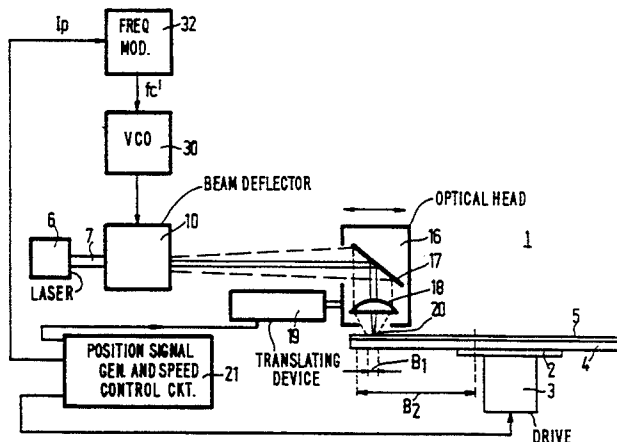 Ip
FREQ
MOD.
32
fc'
VCO
30
BEAM DEFLECTOR
OPTICAL HEAD
6
7
10
16
1
17
18
LASER
20
19
5
4
TRANSLATING
DEVICE
POSITION SIGNAL
GEN. AND SPEED
CONTROL CKT.
21
B1
2
B2
3
DRIVE